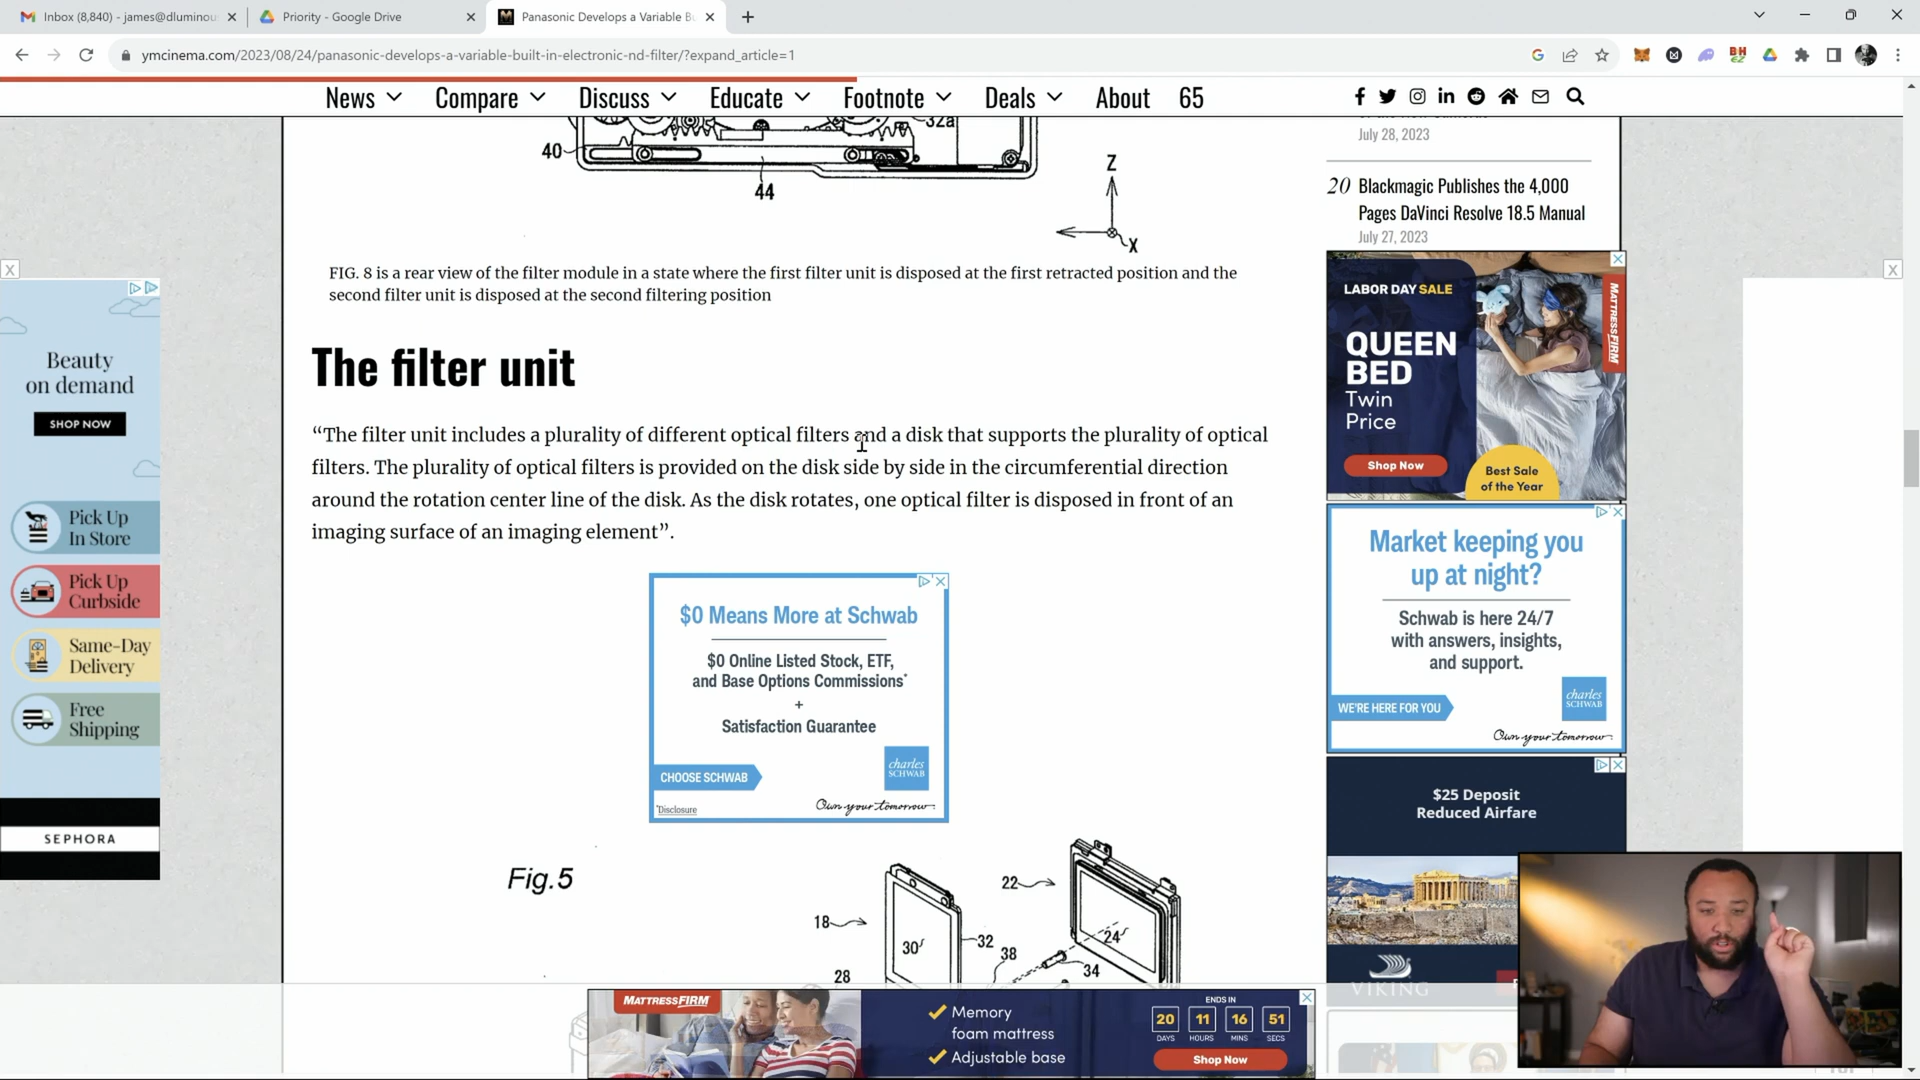 Inbox (8,840) - james@dluminou
Priority - Google Drive
Panasonic Develops a Variable Bu
ymcinema.com/2023/08/24/panasonic-develops-a-variable-built-in-electronic-nd-filter/?expand_article=1
News
Compare
Discuss
Educate
Footnote
Deals
About
65
40
32a
44
Z
X
FIG. 8 is a rear view of the filter module in a state where the first filter unit is disposed at the first retracted position and the
second filter unit is disposed at the second filtering position
The filter unit
“The filter unit includes a plurality of different optical filters and a disk that supports the plurality of optical
filters. The plurality of optical filters is provided on the disk side by side in the circumferential direction
around the rotation center line of the disk. As the disk rotates, one optical filter is disposed in front of an
imaging surface of an imaging element”.
$0 Means More at Schwab
$0 Online Listed Stock, ETF,
and Base Options Commissions*
+
Satisfaction Guarantee
CHOOSE SCHWAB
charles
SCHWAB
*Disclosure
Own your tomorrow.
Fig.5
22
18
30
32
38
24
34
28
July 28, 2023
20 Blackmagic Publishes the 4,000
Pages DaVinci Resolve 18.5 Manual
July 27, 2023
LABOR DAY SALE
MATTRESSFIRM
QUEEN
BED
Twin
Price
Shop Now
Best Sale
of the Year
Market keeping you
up at night?
Schwab is here 24/7
with answers, insights,
and support.
WE'RE HERE FOR YOU
charles
SCHWAB
Own your tomorrow.
$25 Deposit
Reduced Airfare
VIKING
X
Beauty
on demand
SHOP NOW
Pick Up
In Store
Pick Up
Curbside
Same-Day
Delivery
Free
Shipping
SEPHORA
X
MATTRESSFIRM
Memory
foam mattress
Adjustable base
ENDS IN
20 11 16 51
DAYS HOURS MINS SECS
Shop Now